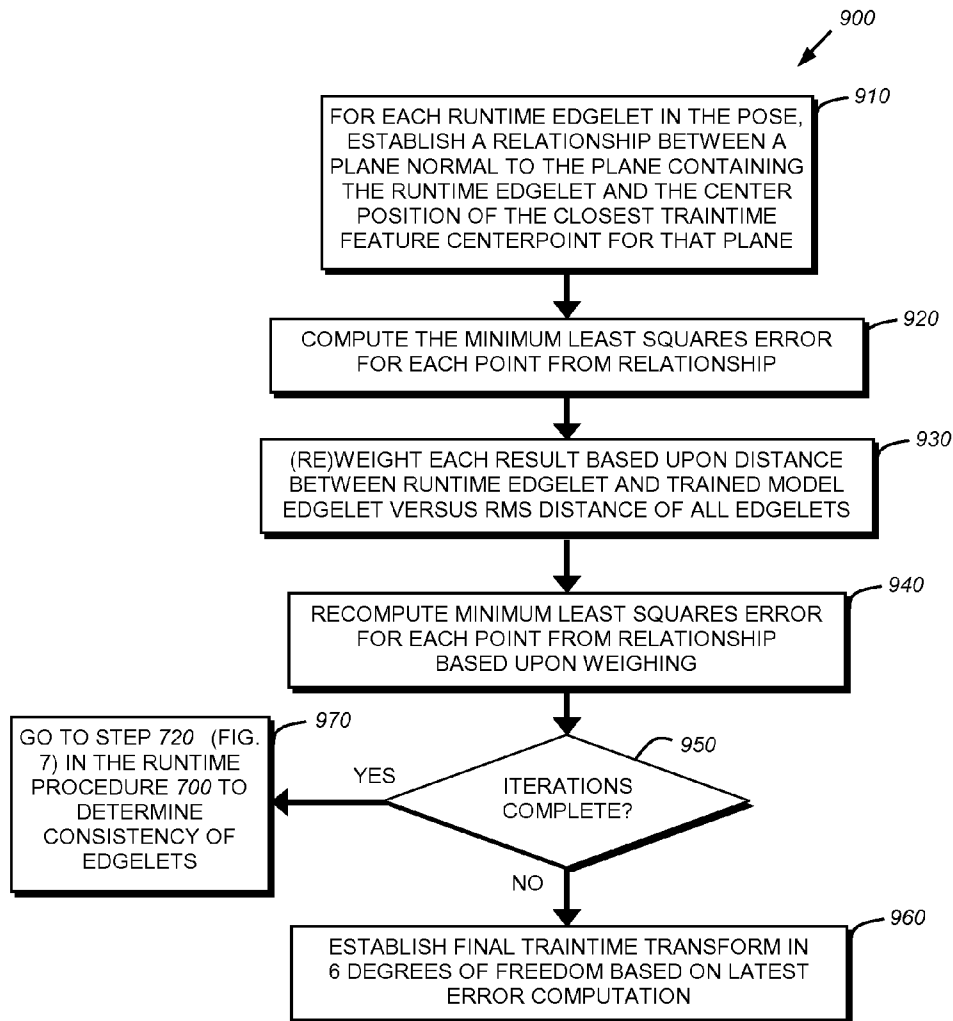 900
910
FOR EACH RUNTIME EDGELET IN THE POSE,
ESTABLISH A RELATIONSHIP BETWEEN A
PLANE NORMAL TO THE PLANE CONTAINING
THE RUNTIME EDGELET AND THE CENTER
POSITION OF THE CLOSEST TRAINTIME
FEATURE CENTERPOINT FOR THAT PLANE
920
COMPUTE THE MINIMUM LEAST SQUARES ERROR
FOR EACH POINT FROM RELATIONSHIP
930
(RE)WEIGHT EACH RESULT BASED UPON DISTANCE
BETWEEN RUNTIME EDGELET AND TRAINED MODEL
EDGELET VERSUS RMS DISTANCE OF ALL EDGELETS
940
RECOMPUTE MINIMUM LEAST SQUARES ERROR
FOR EACH POINT FROM RELATIONSHIP
BASED UPON WEIGHING
950
ITERATIONS
COMPLETE?
YES
970
GO TO STEP 720 (FIG.
7) IN THE RUNTIME
PROCEDURE 700 TO
DETERMINE
CONSISTENCY OF
EDGELETS
NO
960
ESTABLISH FINAL TRAINTIME TRANSFORM IN
6 DEGREES OF FREEDOM BASED ON LATEST
ERROR COMPUTATION